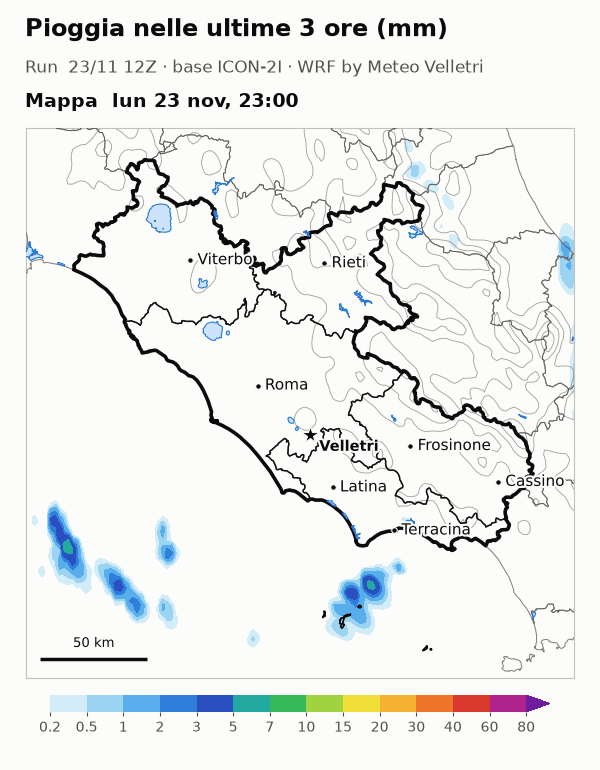 Pioggia nelle ultime 3 ore (mm)
Run  23/11 12Z · base ICON-2I · WRF by Meteo Velletri
Mappa  lun 23 nov, 23:00
Viterbo
Rieti
Roma
Velletri
Frosinone
Cassino
Latina
Terracina
50 km
0.2 0.5 1 2 3 5 7 10 15 20 30 40 60 80